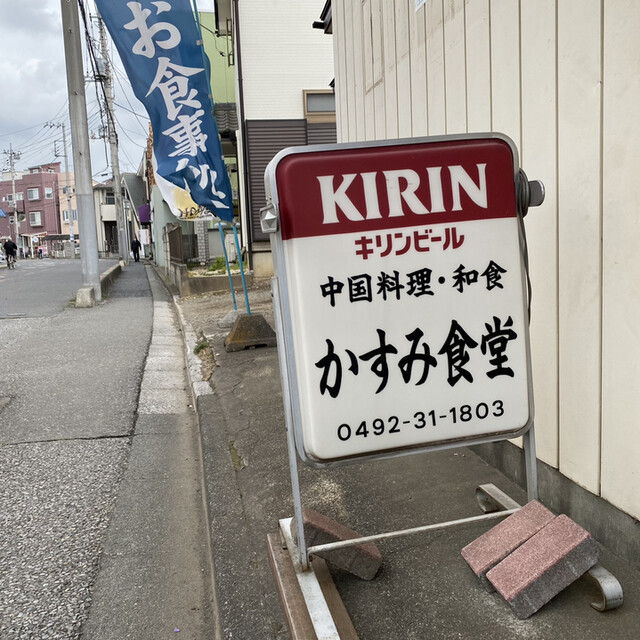 お食事処
KIRIN
キリンビール
中国料理・和食
かすみ食堂
0492-31-1803